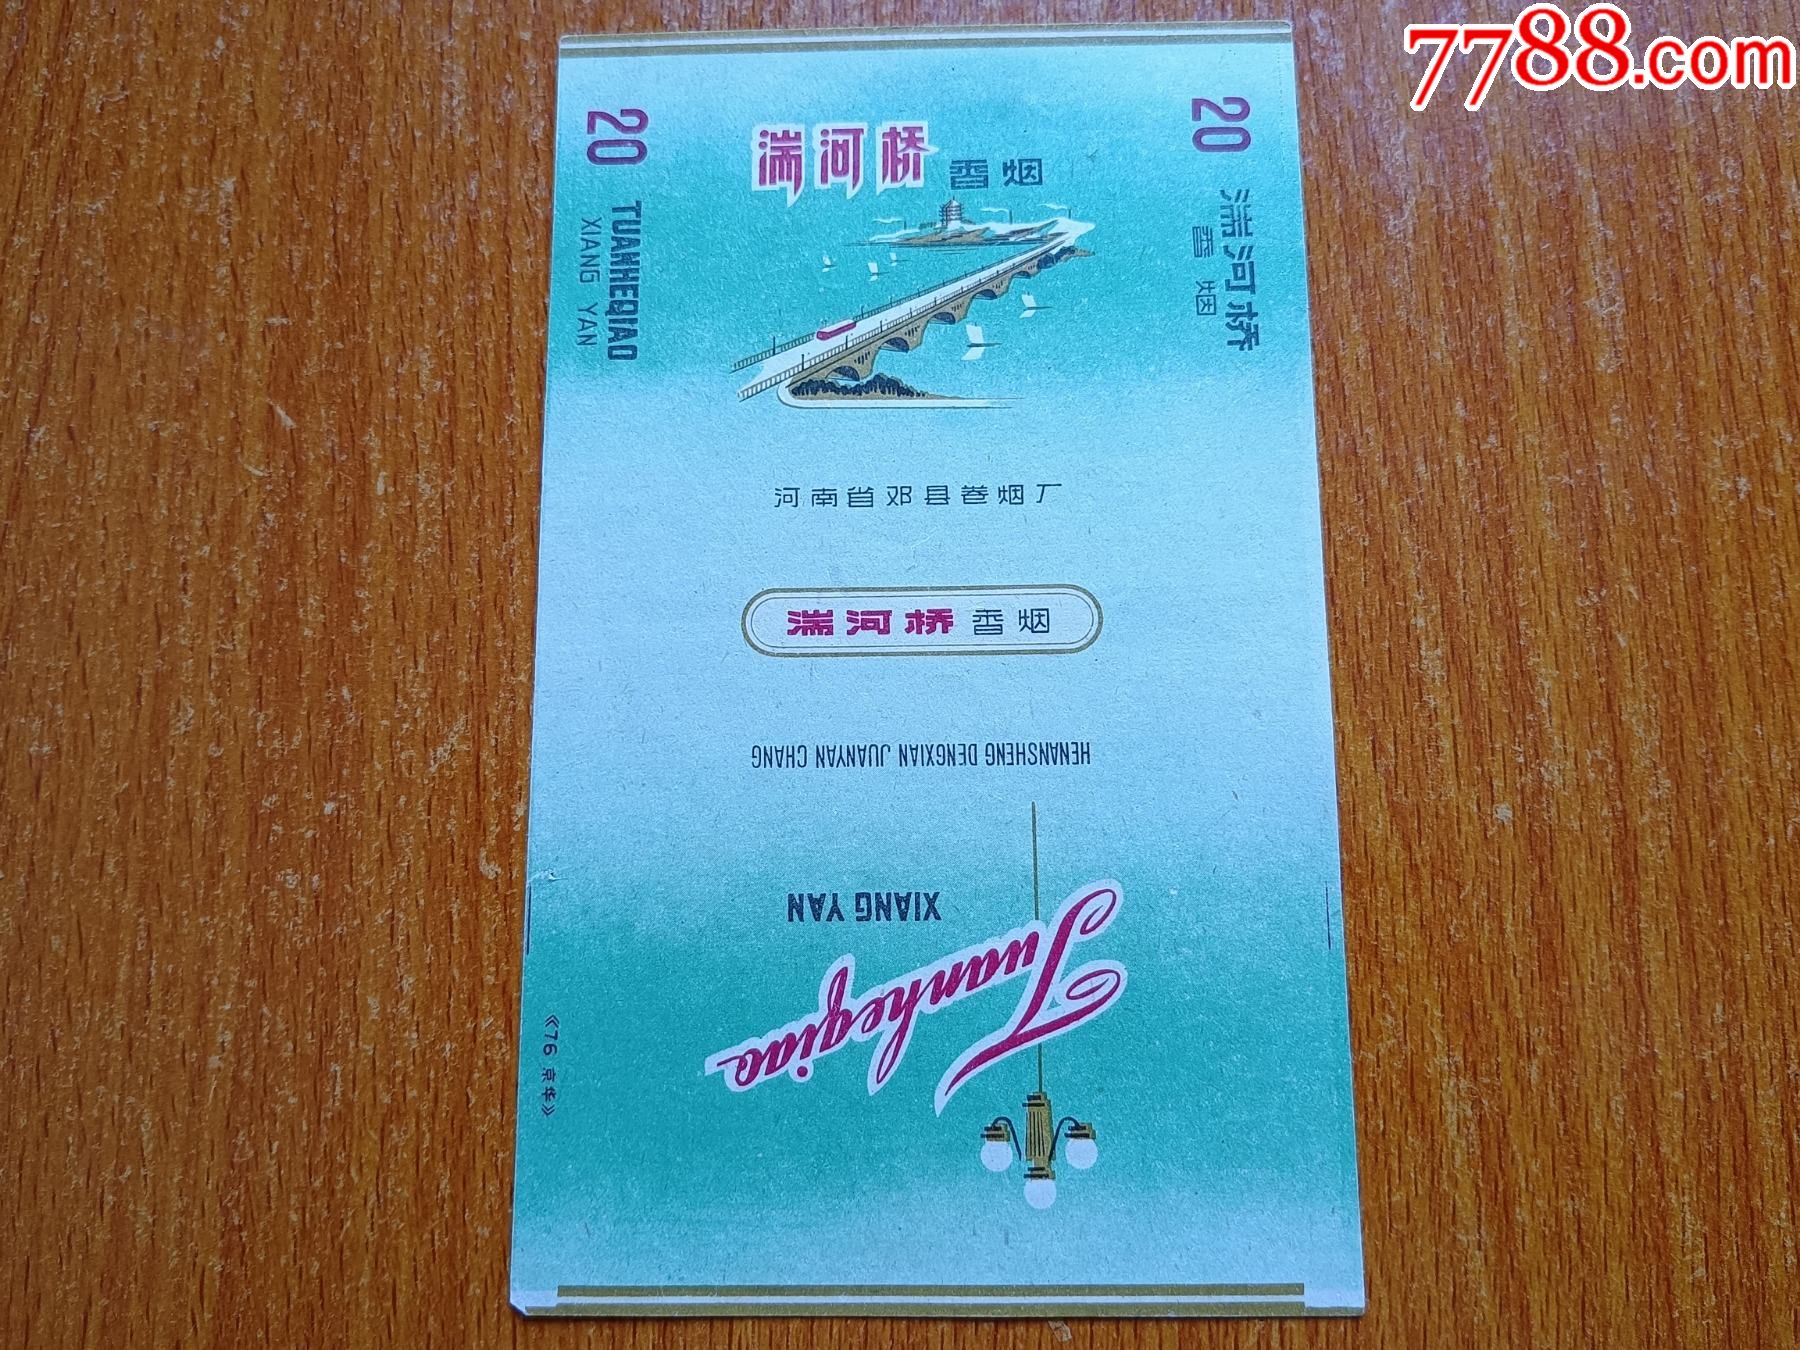 7788.com
20
TUANHEQIAO
XIANG YAN
湍河桥 香烟
20
湍河桥
香烟
河南省邓县卷烟厂
湍河桥 香烟
HENANSHENG DENGXIAN JUANYAN CHANG
Tuanheqiao
XIANG YAN
《76 京华》